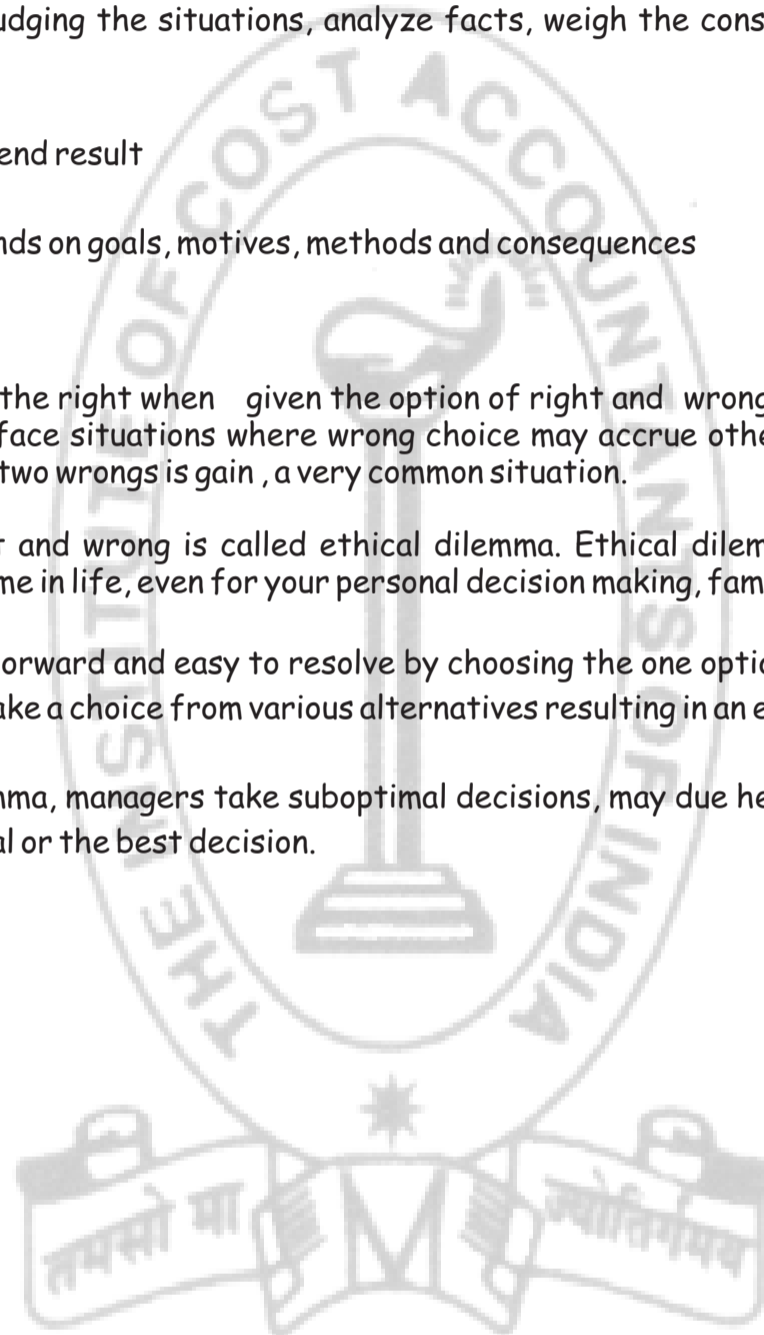 udging the situations, analyze facts, weigh the cons
end result
nds on goals, motives, methods and consequences
the right when given the option of right and wrong
face situations where wrong choice may accrue othe
two wrongs is gain , a very common situation.
and wrong is called ethical dilemma. Ethical dilem
me in life, even for your personal decision making, fam
orward and easy to resolve by choosing the one optio
ake a choice from various alternatives resulting in an e
mma, managers take suboptimal decisions, may due he
al or the best decision.
THE INSTITUTE OF COST ACCOUNTANTS OF INDIA
तमसो मा ज्योतिर्गमय